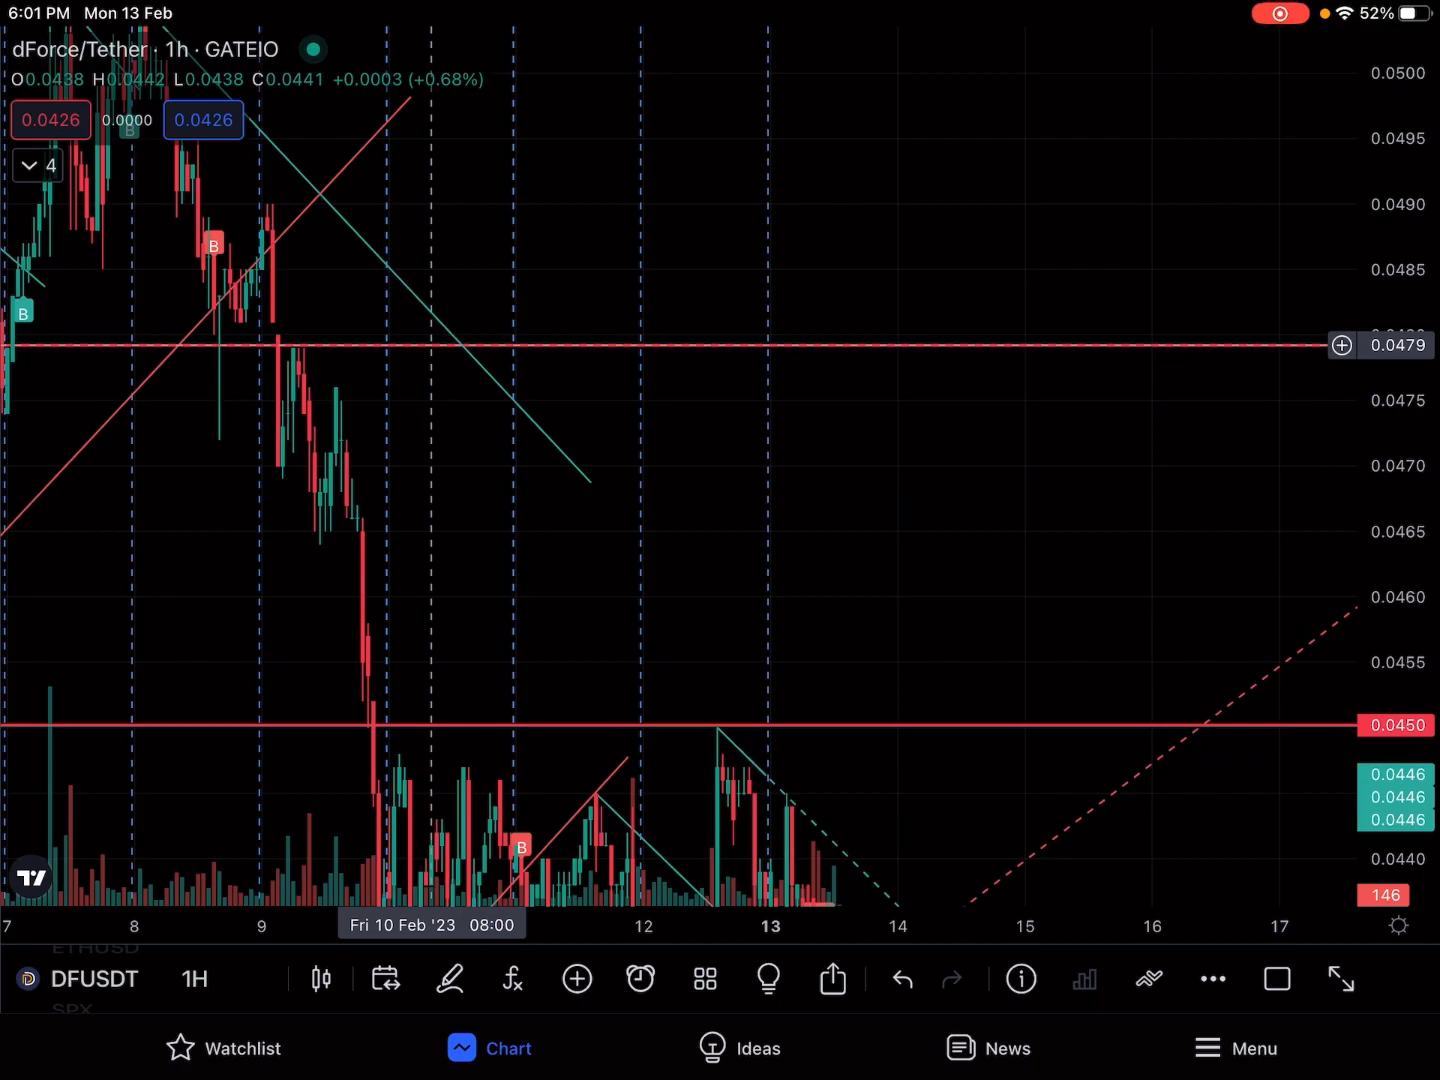 6:01 PM Mon 13 Feb 52%
dForce/Tether · 1h · GATEIO
O0.0438 H0.0442 L0.0438 C0.0441 +0.0003 (+0.68%)
0.0426 0.0000 0.0426
4
B
B
B
B
0.0500
0.0495
0.0490
0.0485
0.0479
0.0475
0.0470
0.0465
0.0460
0.0455
0.0450
0.0446
0.0446
0.0446
0.0440
146
7 8 9 Fri 10 Feb '23 08:00 12 13 14 15 16 17
ETHUSD
DFUSDT 1H
SPX
Watchlist Chart Ideas News Menu